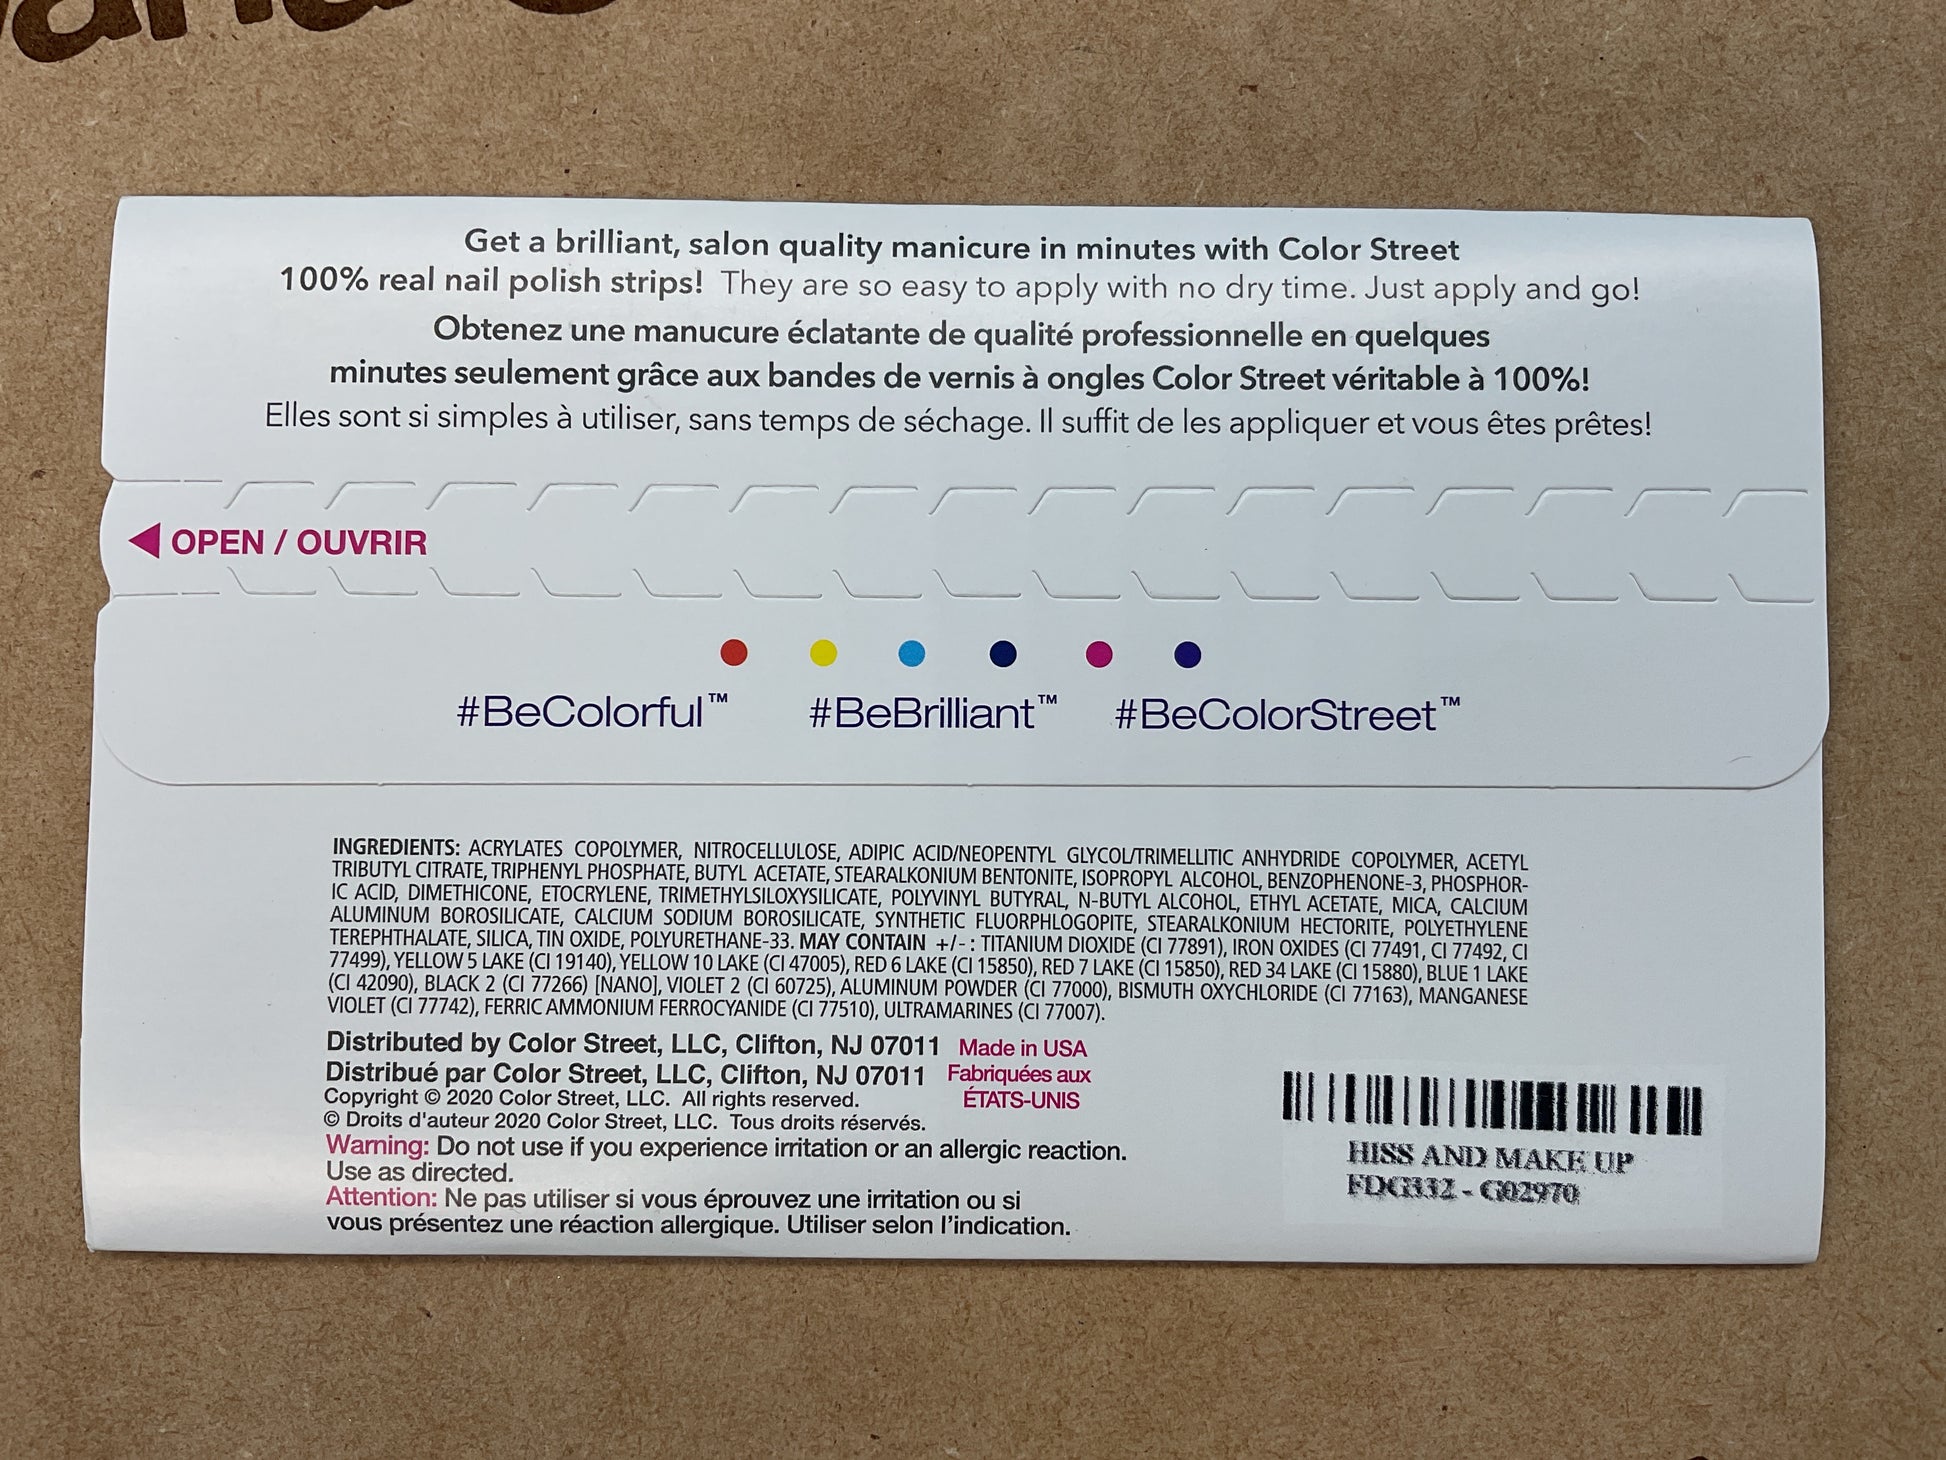 Get a brilliant, salon quality manicure in minutes with Color Street
100% real nail polish strips! They are so easy to apply with no dry time. Just apply and go!
Obtenez une manucure éclatante de qualité professionnelle en quelques
minutes seulement grâce aux bandes de vernis à ongles Color Street véritable à 100%!
Elles sont si simples à utiliser, sans temps de séchage. Il suffit de les appliquer et vous êtes prêtes!
OPEN / OUVRIR
#BeColorful™ #BeBrilliant™ #BeColorStreet™
INGREDIENTS: ACRYLATES COPOLYMER, NITROCELLULOSE, ADIPIC ACID/NEOPENTYL GLYCOL/TRIMELLITIC ANHYDRIDE COPOLYMER, ACETYL
TRIBUTYL CITRATE, TRIPHENYL PHOSPHATE, BUTYL ACETATE, STEARALKONIUM BENTONITE, ISOPROPYL ALCOHOL, BENZOPHENONE-3, PHOSPHOR-
IC ACID, DIMETHICONE, ETOCRYLENE, TRIMETHYLSILOXYSILICATE, POLYVINYL BUTYRAL, N-BUTYL ALCOHOL, ETHYL ACETATE, MICA, CALCIUM
ALUMINUM BOROSILICATE, CALCIUM SODIUM BOROSILICATE, SYNTHETIC FLUORPHLOGOPITE, STEARALKONIUM HECTORITE, POLYETHYLENE
TEREPHTHALATE, SILICA, TIN OXIDE, POLYURETHANE-33. MAY CONTAIN +/- : TITANIUM DIOXIDE (CI 77891), IRON OXIDES (CI 77491, CI 77492, CI
77499), YELLOW 5 LAKE (CI 19140), YELLOW 10 LAKE (CI 47005), RED 6 LAKE (CI 15850), RED 7 LAKE (CI 15850), RED 34 LAKE (CI 15880), BLUE 1 LAKE
(CI 42090), BLACK 2 (CI 77266) [NANO], VIOLET 2 (CI 60725), ALUMINUM POWDER (CI 77000), BISMUTH OXYCHLORIDE (CI 77163), MANGANESE
VIOLET (CI 77742), FERRIC AMMONIUM FERROCYANIDE (CI 77510), ULTRAMARINES (CI 77007).
Distributed by Color Street, LLC, Clifton, NJ 07011 Made in USA
Distribué par Color Street, LLC, Clifton, NJ 07011 Fabriquées aux
Copyright © 2020 Color Street, LLC. All rights reserved. ÉTATS-UNIS
© Droits d'auteur 2020 Color Street, LLC. Tous droits réservés.
Warning: Do not use if you experience irritation or an allergic reaction.
Use as directed.
Attention: Ne pas utiliser si vous éprouvez une irritation ou si
vous présentez une réaction allergique. Utiliser selon l'indication.
HISS AND MAKE UP
FDG332 - G02970